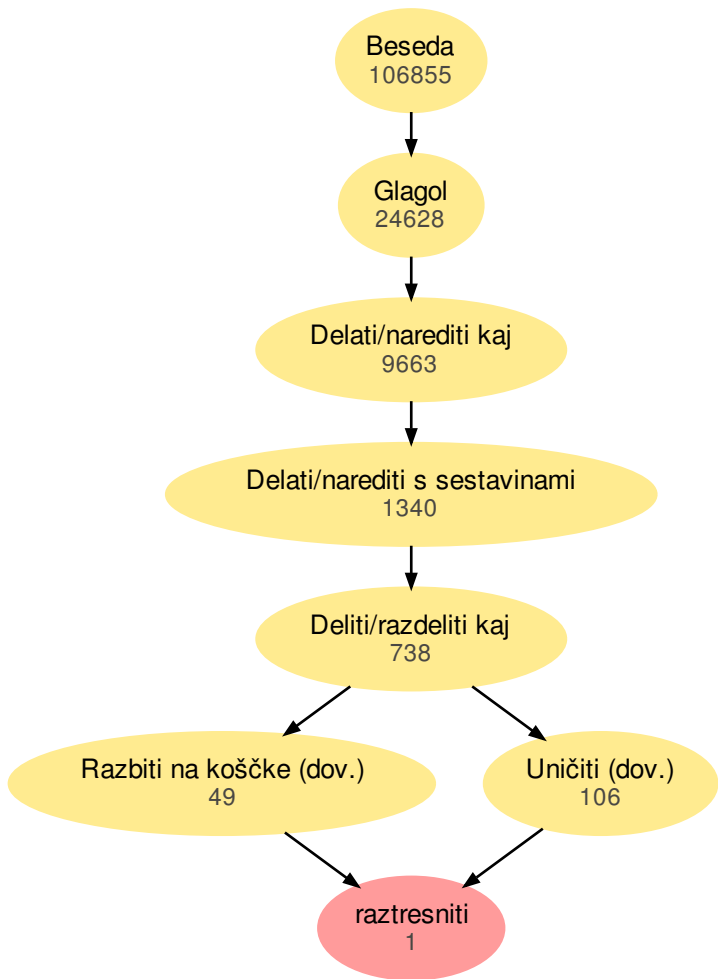 Beseda
106855
Glagol
24628
Delati/narediti kaj
9663
Delati/narediti s sestavinami
1340
Deliti/razdeliti kaj
738
Razbiti na koščke (dov.)
49
Uničiti (dov.)
106
raztresniti
1